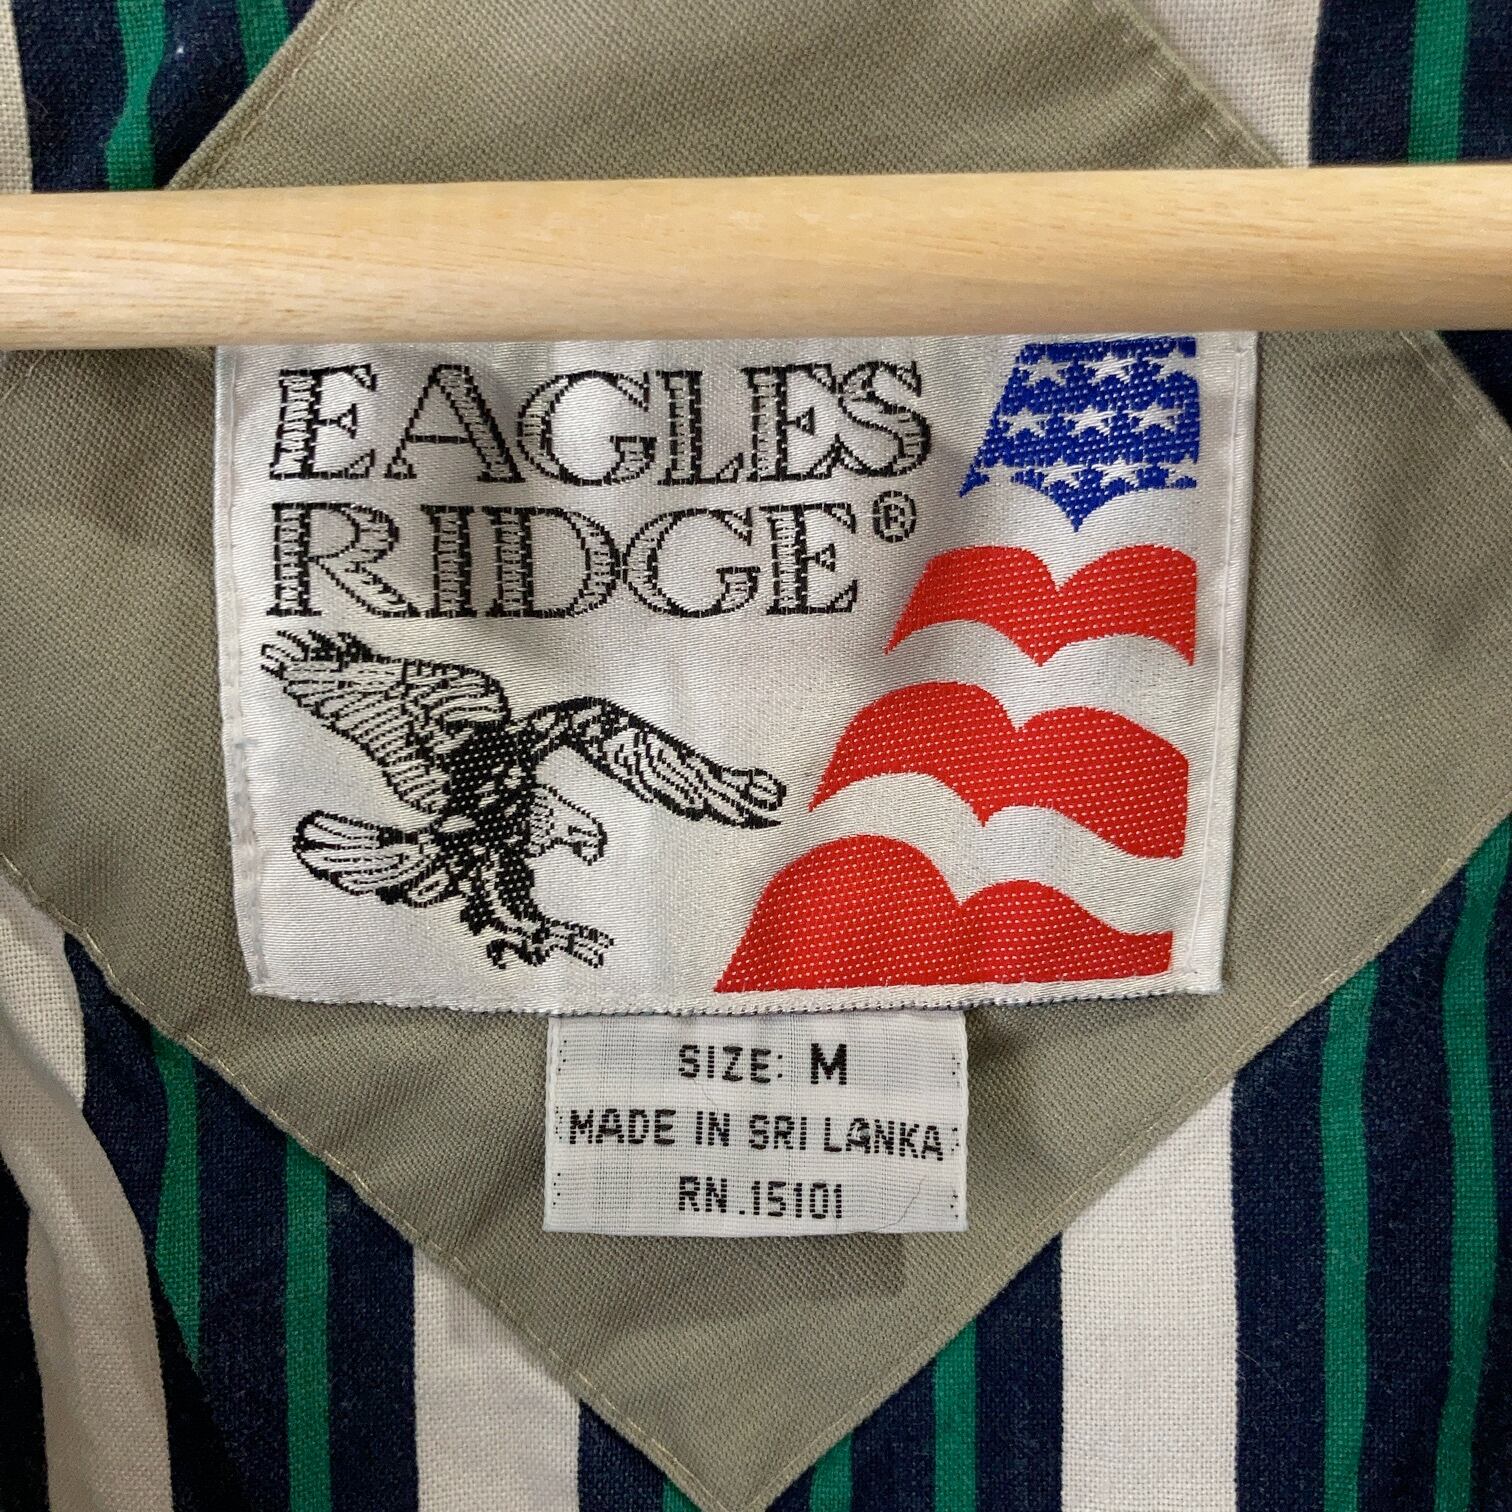 EAGLES
RIDGE®
SIZE: M
MADE IN SRI LANKA
RN.15101